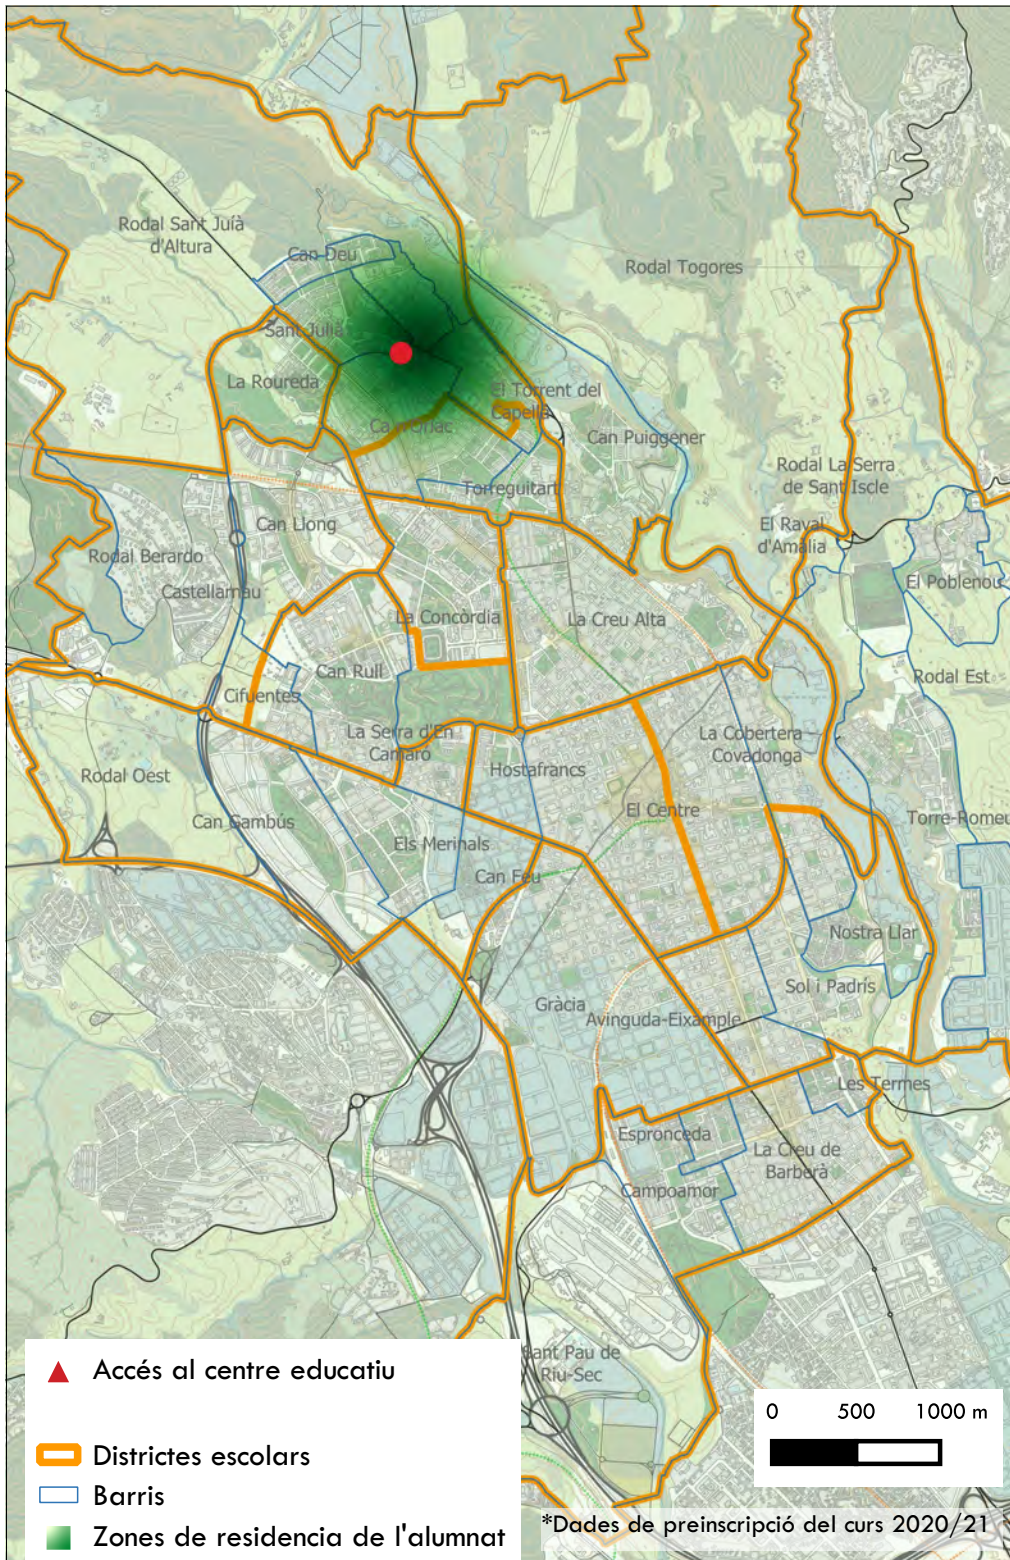 Rodal Sant Juíà
d'Altura
Can Deu
Rodal Togores
Sant Julià
La Roureda
El Torrent del
Capellà
Ca n'Oriac
Can Puiggener
Rodal La Serra
de Sant Iscle
Torreguitart
Can Llong
El Raval
d'Amàlia
Rodal Berardo
El Poblenou
Castellarnau
La Concòrdia
La Creu Alta
Can Rull
Rodal Est
Cifuentes
La Serra d'En
Camaró
La Cobertera
Covadonga
Hostafrancs
Rodal Oest
El Centre
Can Gambús
Torre-Romeu
Els Merinals
Can Feu
Nostra Llar
Sol i Padrís
Gràcia
Avinguda-Eixample
Les Termes
Espronceda
La Creu de
Barberà
Campoamor
Sant Pau de
Riu-Sec
Accés al centre educatiu
Districtes escolars
Barris
Zones de residencia de l'alumnat
0 500 1000 m
*Dades de preinscripció del curs 2020/21